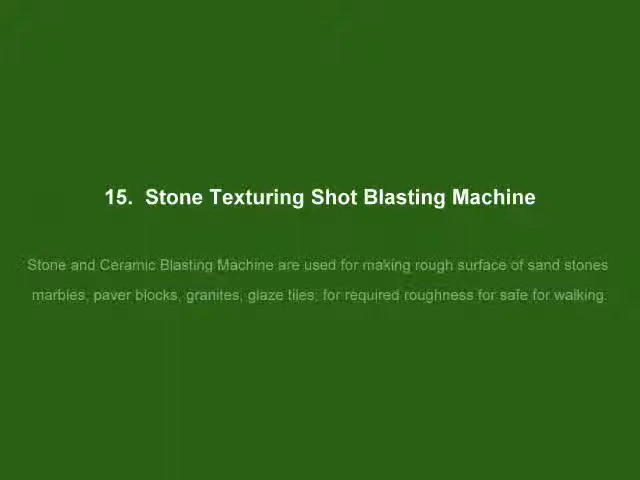 15. Stone Texturing Shot Blasting Machine
Stone and Ceramic Blasting Machine are used for making rough surface of sand stones
marbles, paver blocks, granites, glaze tiles, for required roughness for safe for walking.